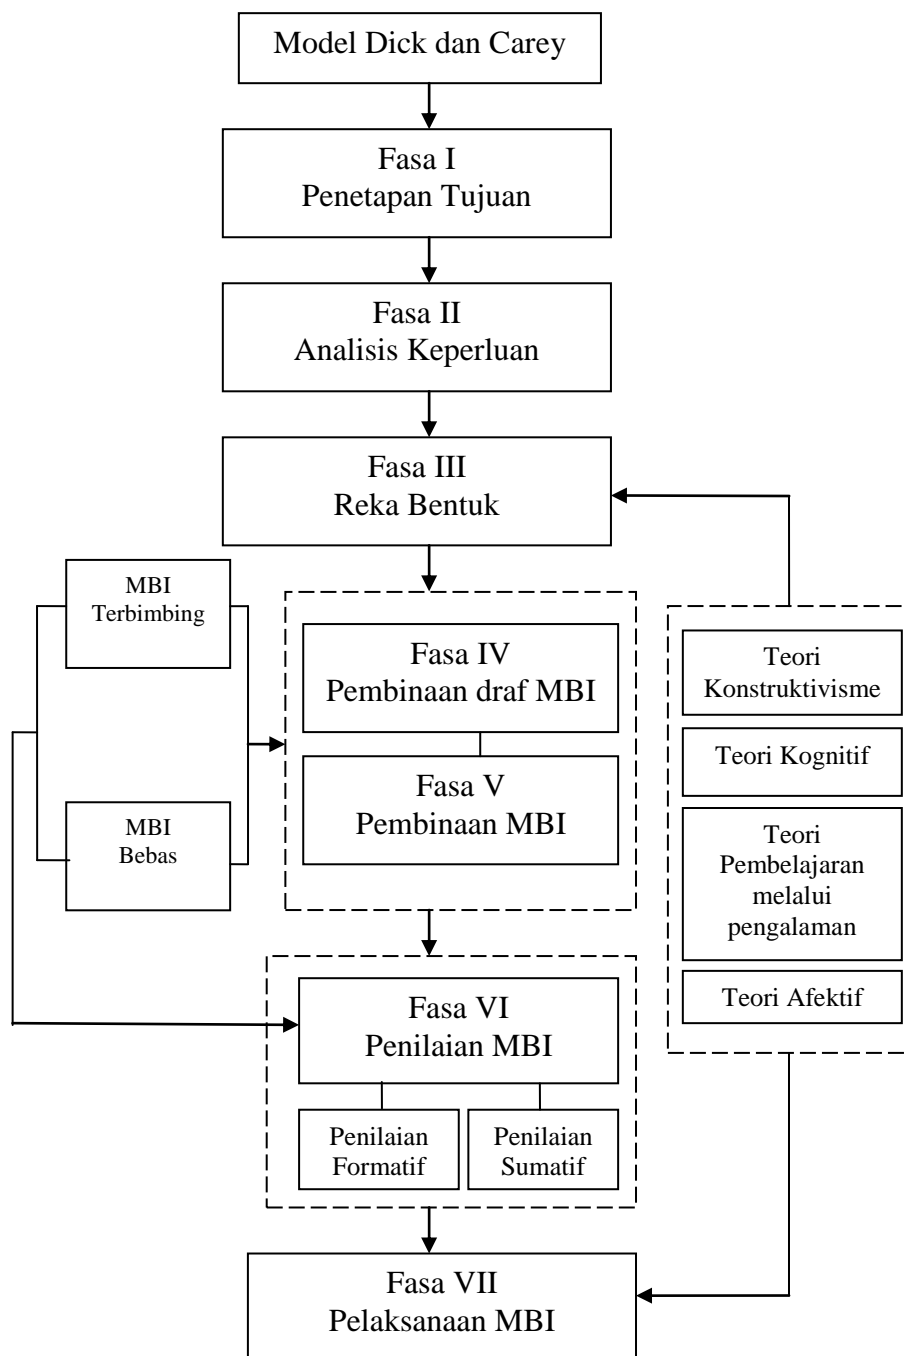 Model Dick dan Carey
Fasa I
Penetapan Tujuan
Fasa II
Analisis Keperluan
Fasa III
Reka Bentuk
MBI
Terbimbing
MBI
Bebas
Fasa IV
Pembinaan draf MBI
Fasa V
Pembinaan MBI
Teori
Konstruktivisme
Teori Kognitif
Teori
Pembelajaran
melalui
pengalaman
Teori Afektif
Fasa VI
Penilaian MBI
Penilaian
Formatif
Penilaian
Sumatif
Fasa VII
Pelaksanaan MBI